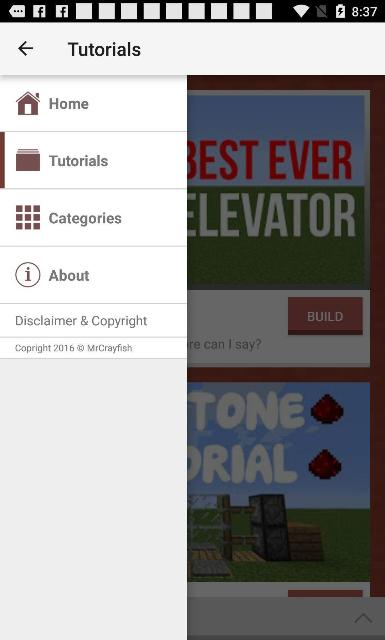 8:37
Tutorials
Home
Tutorials
Categories
About
Disclaimer & Copyright
Copright 2016 © MrCrayfish
BEST EVER
ELEVATOR
BUILD
re can I say?
TONE
ORIAL